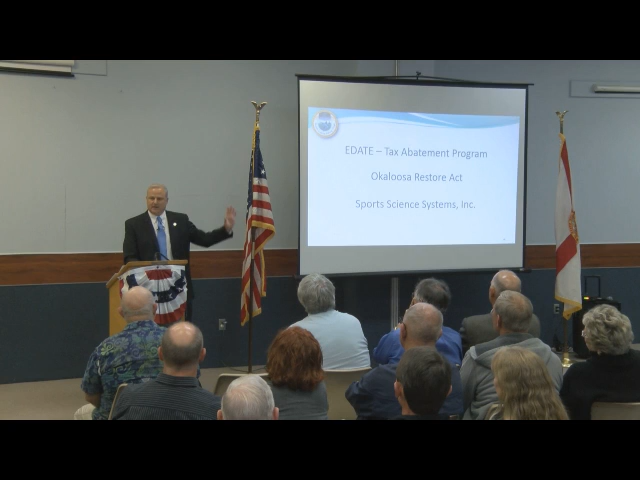 EDATE – Tax Abatement Program
Okaloosa Restore Act
Sports Science Systems, Inc.